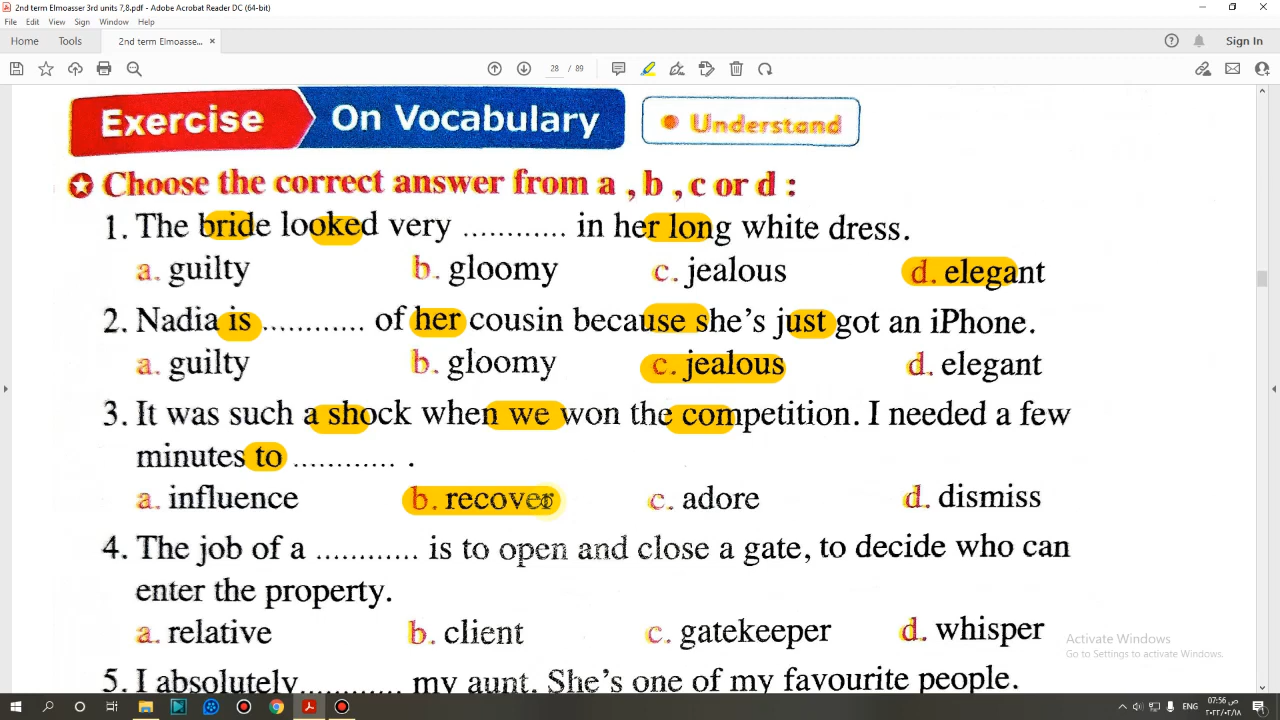 2nd term Elmoasser 3rd units 7,8.pdf - Adobe Acrobat Reader DC (64-bit)
File Edit View Sign Window Help
Home Tools 2nd term Elmoasse... × Sign In
28 / 89
Exercise On Vocabulary Understand
Choose the correct answer from a , b , c or d :
1. The bride looked very ............ in her long white dress.
a. guilty b. gloomy c. jealous d. elegant
2. Nadia is ............ of her cousin because she's just got an iPhone.
a. guilty b. gloomy c. jealous d. elegant
3. It was such a shock when we won the competition. I needed a few
minutes to ............ .
a. influence b. recover c. adore d. dismiss
4. The job of a ............ is to open and close a gate, to decide who can
enter the property.
a. relative b. client c. gatekeeper d. whisper
Activate Windows
Go to Settings to activate Windows.
5. I absolutely ............ my aunt. She's one of my favourite people.
ENG 07:56 ص
٢٠٢٢/٠٢/١٨